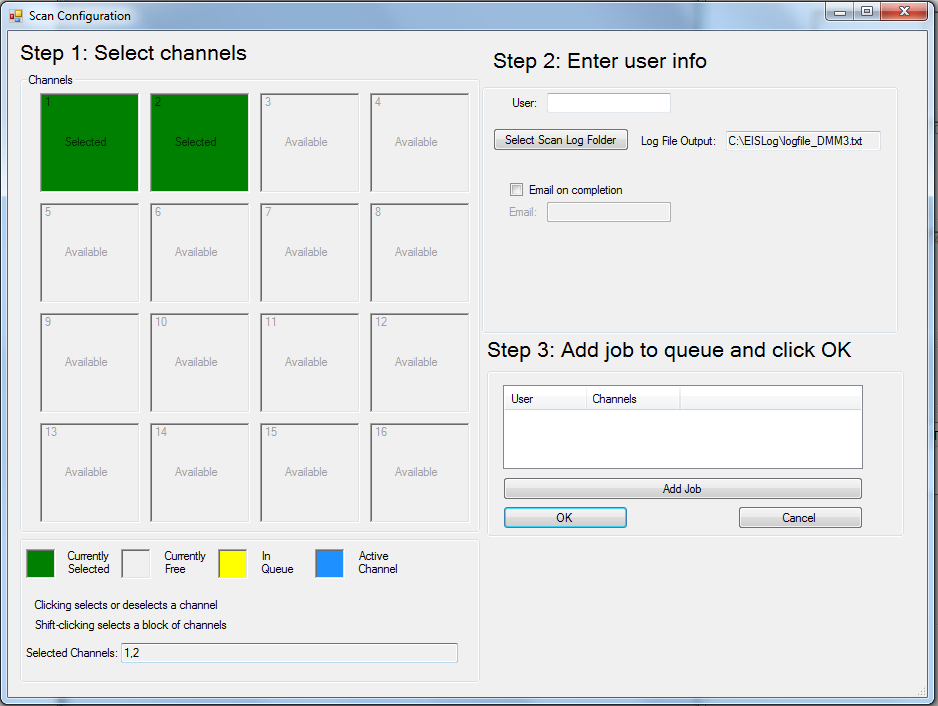 Scan Configuration
Step 1: Select channels
Channels
1 2 3 4
Selected Selected Available Available
5 6 7 8
Available Available Available Available
9 10 11 12
Available Available Available Available
13 14 15 16
Available Available Available Available
Currently Selected
Currently Free
In Queue
Active Channel
Clicking selects or deselects a channel
Shift-clicking selects a block of channels
Selected Channels: 1,2
Step 2: Enter user info
User:
Select Scan Log Folder Log File Output: C:\EISLog\logfile_DMM3.txt
Email on completion
Email:
Step 3: Add job to queue and click OK
User Channels
Add Job
OK Cancel